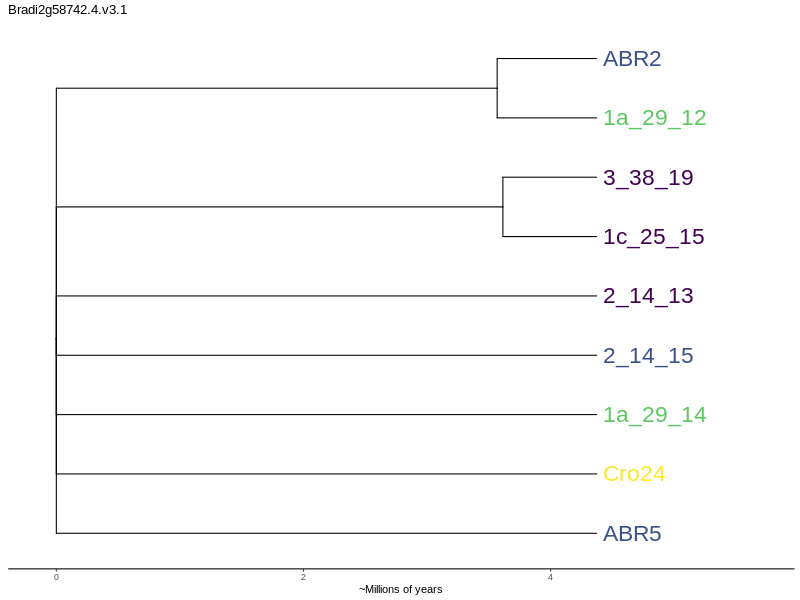 Bradi2g58742.4.v3.1
ABR2
1a_29_12
3_38_19
1c_25_15
2_14_13
2_14_15
1a_29_14
Cro24
ABR5
0 2 4
~Millions of years